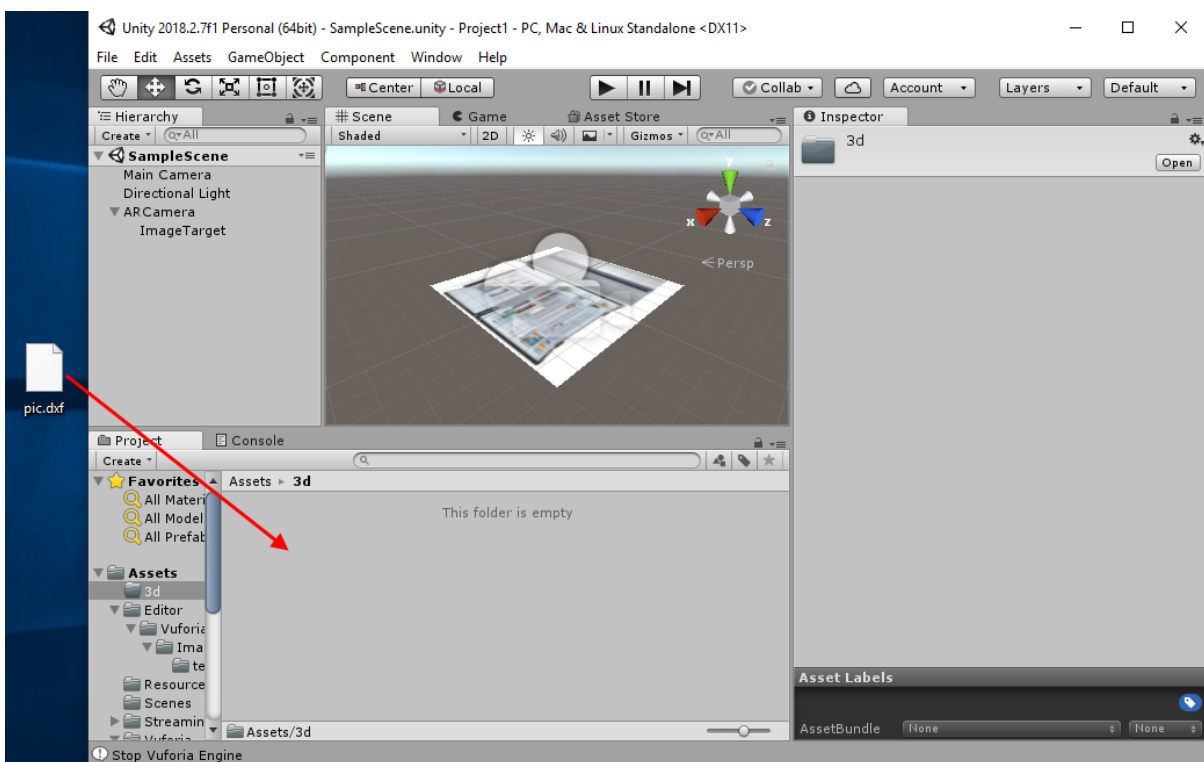 Unity 2018.2.7f1 Personal (64bit) - SampleScene.unity - Project1 - PC, Mac & Linux Standalone <DX11>
File Edit Assets GameObject Component Window Help
Center Local Collab Account Layers Default
Hierarchy
Create All
SampleScene
Main Camera
Directional Light
ARCamera
ImageTarget
Scene Game Asset Store
Shaded 2D Gizmos All
y
x z
Persp
Inspector
3d
Open
pic.dxf
Project Console
Create
Favorites
All Materi
All Model
All Prefab
Assets
3d
Editor
Vuforia
Ima
te
Resource
Scenes
Streamin
Vuforia
Assets 3d
This folder is empty
Assets/3d
Asset Labels
AssetBundle None None
Stop Vuforia Engine